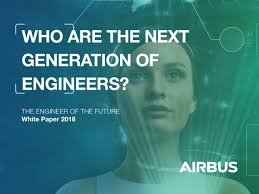 WHO ARE THE NEXT
GENERATION OF
ENGINEERS?
THE ENGINEER OF THE FUTURE
White Paper 2018
AIRBUS